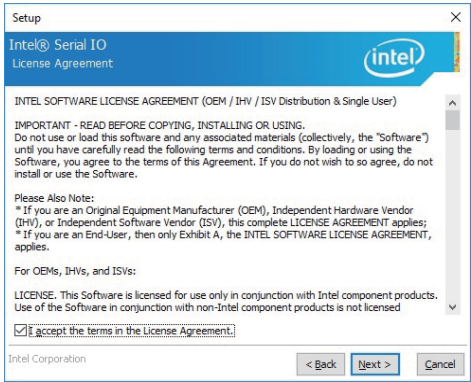 Setup
Intel® Serial IO
License Agreement
intel
INTEL SOFTWARE LICENSE AGREEMENT (OEM / IHV / ISV Distribution & Single User)
IMPORTANT - READ BEFORE COPYING, INSTALLING OR USING.
Do not use or load this software and any associated materials (collectively, the "Software")
until you have carefully read the following terms and conditions. By loading or using the
Software, you agree to the terms of this Agreement. If you do not wish to so agree, do not
install or use the Software.
Please Also Note:
* If you are an Original Equipment Manufacturer (OEM), Independent Hardware Vendor
(IHV), or Independent Software Vendor (ISV), this complete LICENSE AGREEMENT applies;
* If you are an End-User, then only Exhibit A, the INTEL SOFTWARE LICENSE AGREEMENT,
applies.
For OEMs, IHVs, and ISVs:
LICENSE. This Software is licensed for use only in conjunction with Intel component products.
Use of the Software in conjunction with non-Intel component products is not licensed
I accept the terms in the License Agreement.
Intel Corporation
< Back
Next >
Cancel